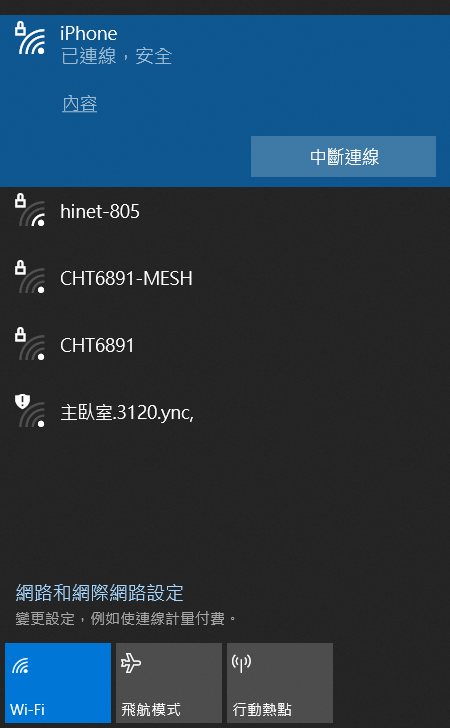 iPhone
已連線，安全
內容
中斷連線
hinet-805
CHT6891-MESH
CHT6891
主臥室.3120.ync,
網路和網際網路設定
變更設定，例如使連線計量付費。
Wi-Fi
飛航模式
行動熱點